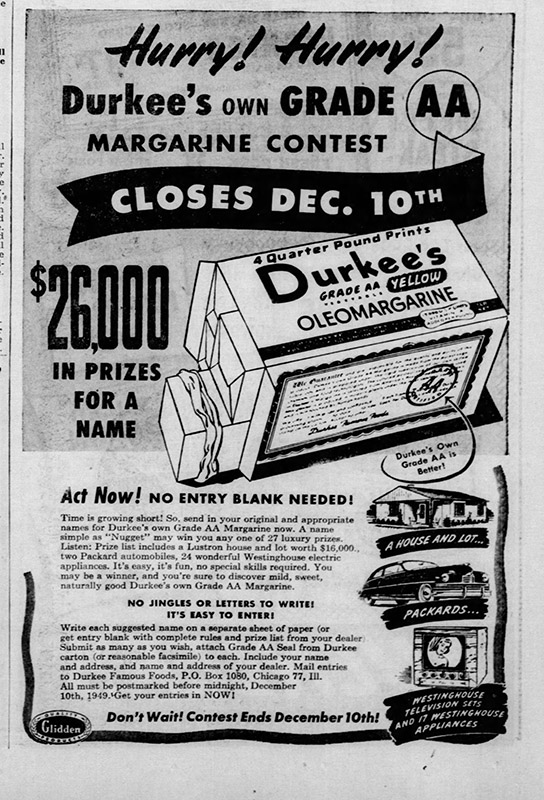 Hurry! Hurry!
Durkee's OWN GRADE AA
MARGARINE CONTEST
CLOSES DEC. 10TH
$26,000
IN PRIZES
FOR A
NAME
4 Quarter Pound Prints
Durkee's
GRADE AA YELLOW
VEGETABLE
OLEOMARGARINE
We Guarantee
AA
Durkee Famous Foods
Durkee's Own
Grade AA is
Better!
Act Now! NO ENTRY BLANK NEEDED!
Time is growing short! So, send in your original and appropriate
names for Durkee's own Grade AA Margarine now. A name
simple as "Nugget" may win you any one of 27 luxury prizes.
Listen: Prize list includes a Lustron house and lot worth $16,000.,
two Packard automobiles, 24 wonderful Westinghouse electric
appliances. It's easy, it's fun, no special skills required. You
may be a winner, and you're sure to discover mild, sweet,
naturally good Durkee's own Grade AA Margarine.
NO JINGLES OR LETTERS TO WRITE!
IT'S EASY TO ENTER!
Write each suggested name on a separate sheet of paper (or
get entry blank with complete rules and prize list from your dealer)
Submit as many as you wish, attach Grade AA Seal from Durkee
carton (or reasonable facsimile) to each. Include your name
and address, and name and address of your dealer. Mail entries
to Durkee Famous Foods, P.O. Box 1080, Chicago 77, Ill.
All must be postmarked before midnight, December
10th, 1949. Get your entries in NOW!
A HOUSE AND LOT...
PACKARDS...
WESTINGHOUSE
TELEVISION SETS
AND 17 WESTINGHOUSE
APPLIANCES
QUALITY
Glidden
PRODUCTS
Don't Wait! Contest Ends December 10th!